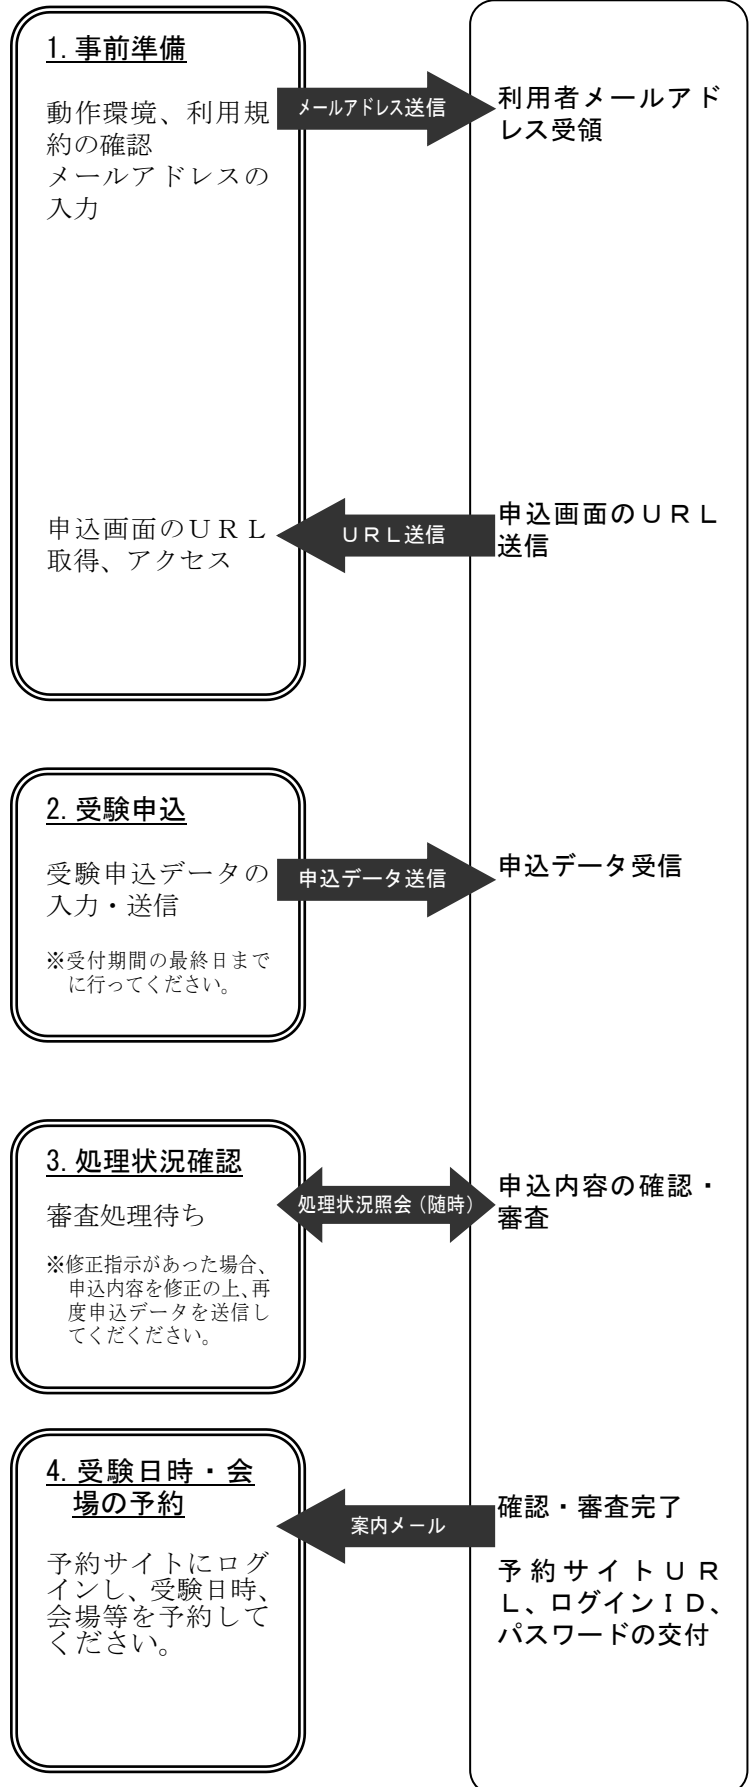 1. 事前準備
動作環境、利用規
約の確認
メールアドレスの
入力
メールアドレス送信
利用者メールアド
レス受領
申込画面のＵＲＬ
取得、アクセス
ＵＲＬ送信
申込画面のＵＲＬ
送信
2. 受験申込
受験申込データの
入力・送信
※受付期間の最終日まで
に行ってください。
申込データ送信
申込データ受信
3. 処理状況確認
審査処理待ち
※修正指示があった場合、
申込内容を修正の上、再
度申込データを送信し
てくだください。
処理状況照会（随時）
申込内容の確認・
審査
4. 受験日時・会
場の予約
予約サイトにログ
インし、受験日時、
会場等を予約して
ください。
案内メール
確認・審査完了
予約サイトＵＲ
Ｌ、ログインＩＤ、
パスワードの交付